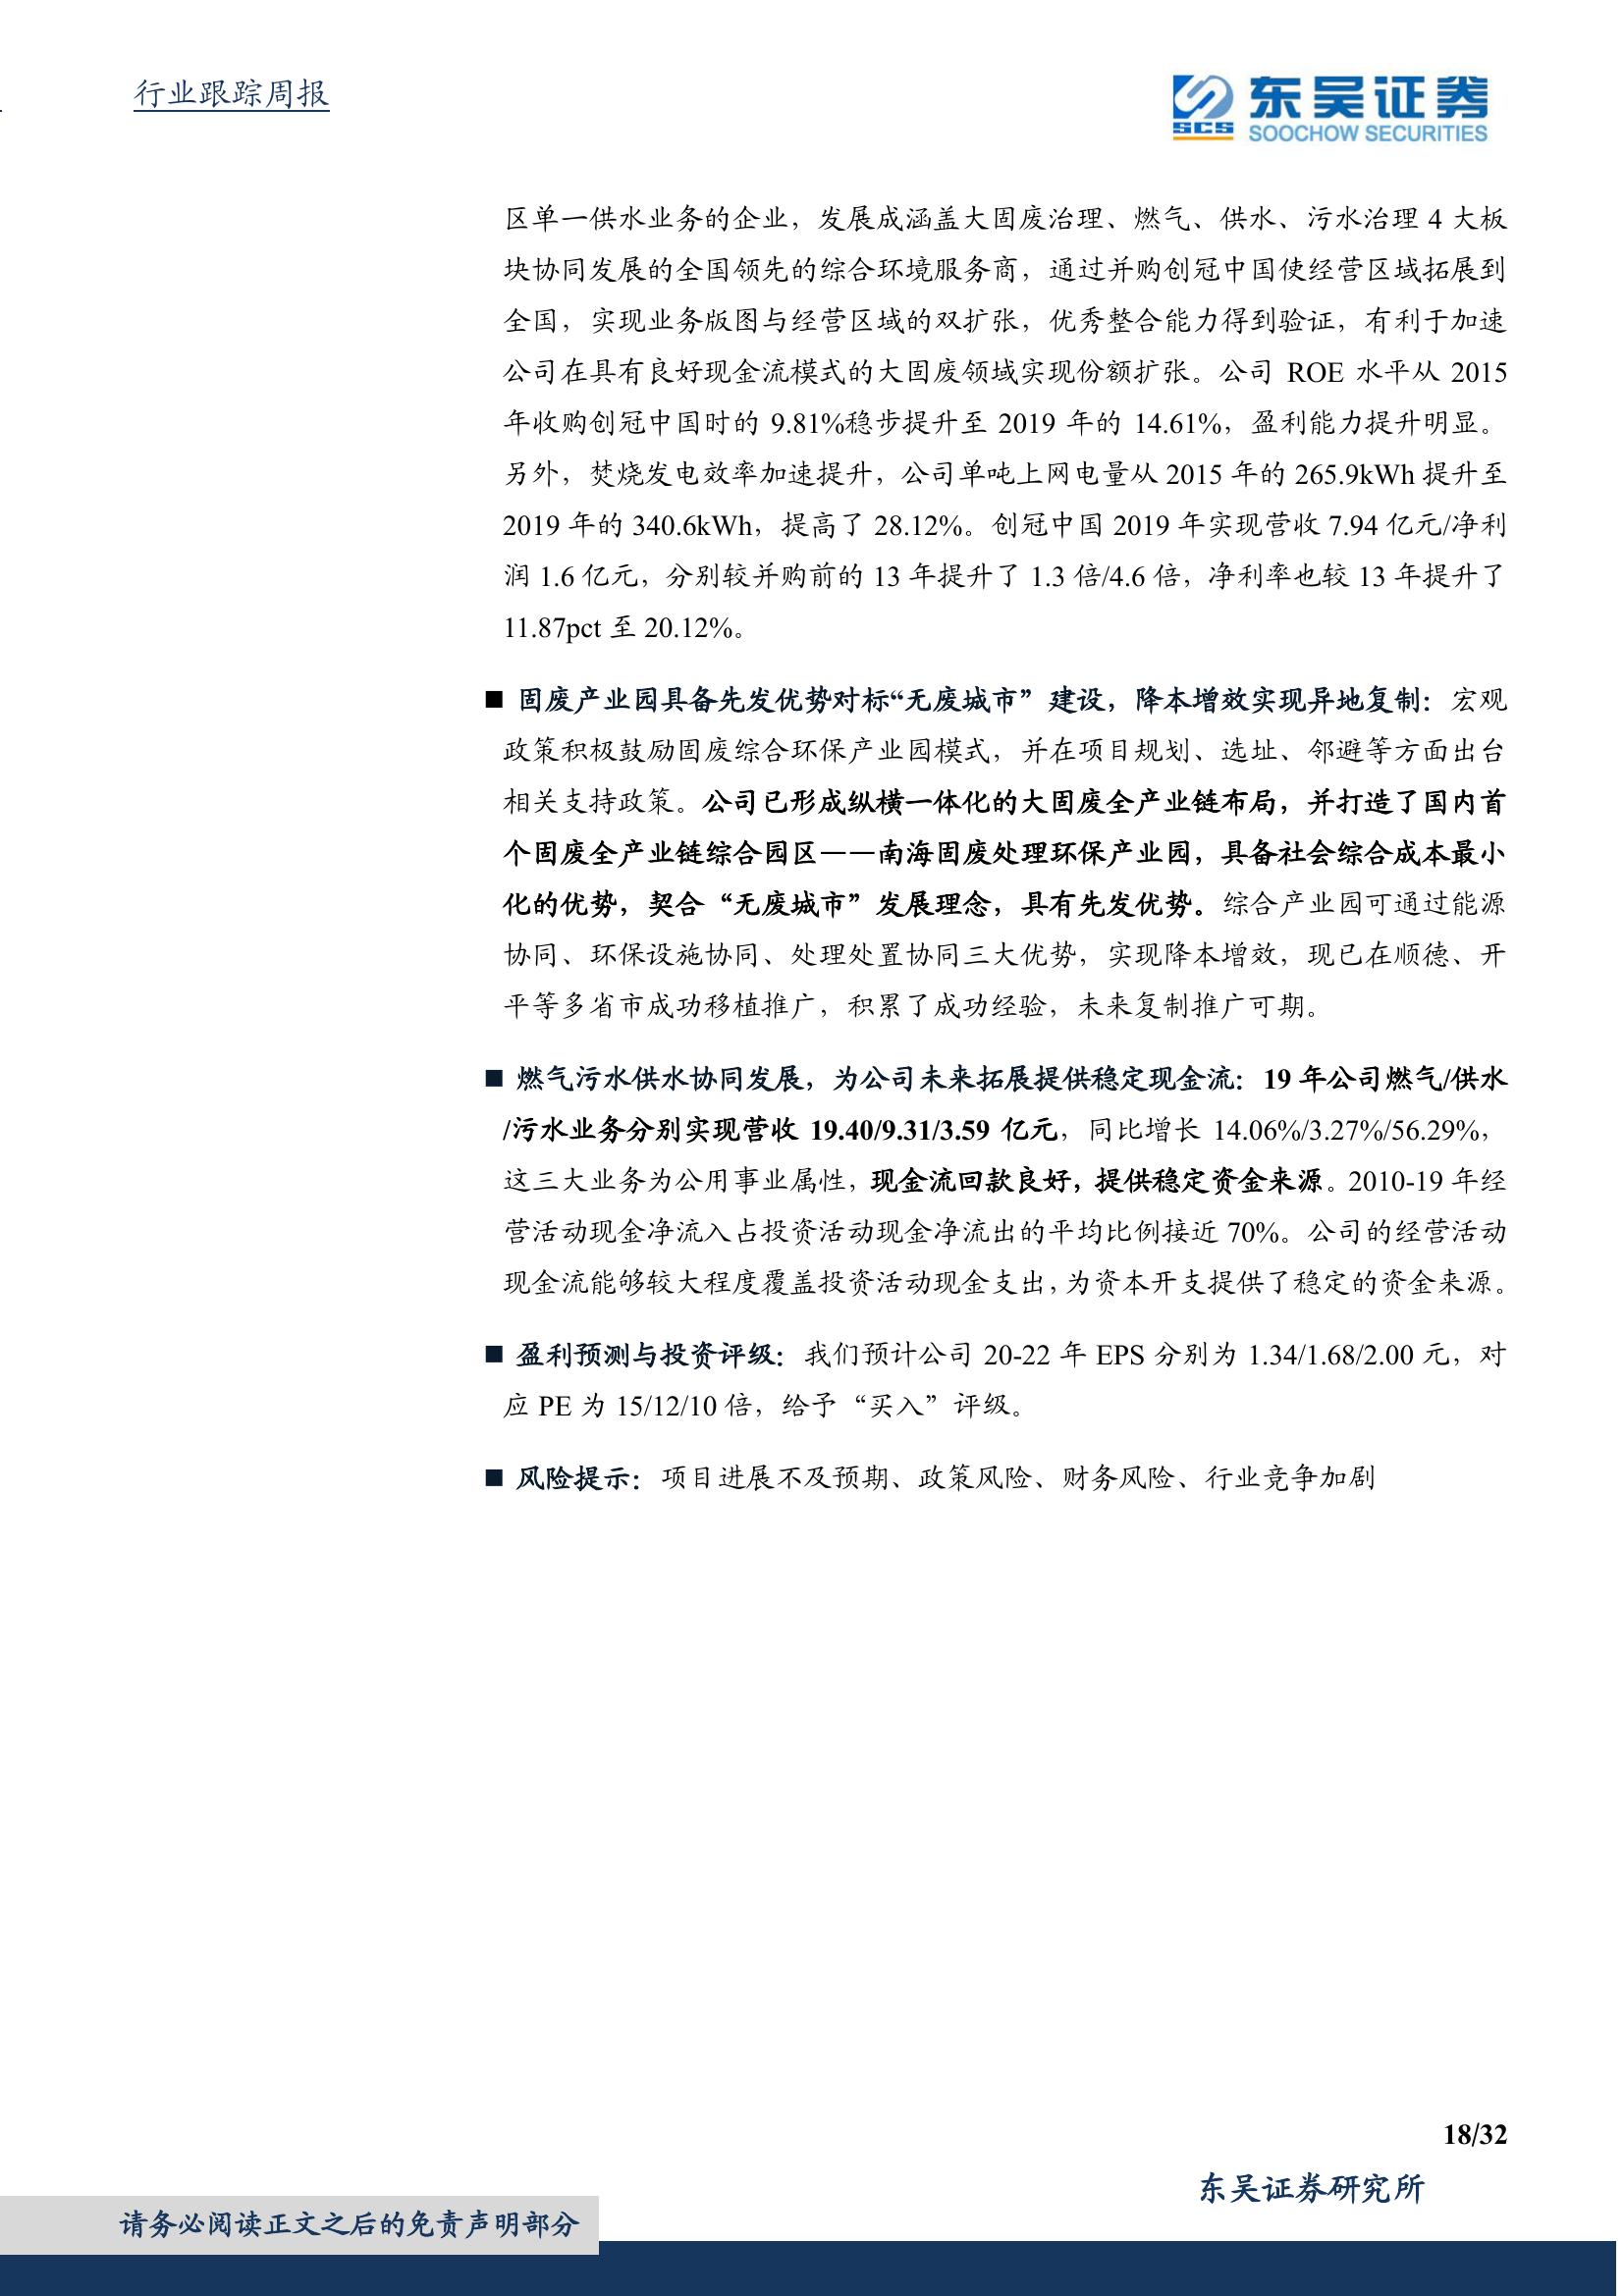 行业跟踪周报
东吴证券
SCS
SOOCHOW SECURITIES
区单一供水业务的企业，发展成涵盖大固废治理、燃气、供水、污水治理 4 大板
块协同发展的全国领先的综合环境服务商，通过并购创冠中国使经营区域拓展到
全国，实现业务版图与经营区域的双扩张，优秀整合能力得到验证，有利于加速
公司在具有良好现金流模式的大固废领域实现份额扩张。公司 ROE 水平从 2015
年收购创冠中国时的 9.81%稳步提升至 2019 年的 14.61%，盈利能力提升明显。
另外，焚烧发电效率加速提升，公司单吨上网电量从 2015 年的 265.9kWh 提升至
2019 年的 340.6kWh，提高了 28.12%。创冠中国 2019 年实现营收 7.94 亿元/净利
润 1.6 亿元，分别较并购前的 13 年提升了 1.3 倍/4.6 倍，净利率也较 13 年提升了
11.87pct 至 20.12%。
■ 固废产业园具备先发优势对标“无废城市”建设，降本增效实现异地复制：宏观
政策积极鼓励固废综合环保产业园模式，并在项目规划、选址、邻避等方面出台
相关支持政策。公司已形成纵横一体化的大固废全产业链布局，并打造了国内首
个固废全产业链综合园区——南海固废处理环保产业园，具备社会综合成本最小
化的优势，契合“无废城市”发展理念，具有先发优势。综合产业园可通过能源
协同、环保设施协同、处理处置协同三大优势，实现降本增效，现已在顺德、开
平等多省市成功移植推广，积累了成功经验，未来复制推广可期。
■ 燃气污水供水协同发展，为公司未来拓展提供稳定现金流：19 年公司燃气/供水
/污水业务分别实现营收 19.40/9.31/3.59 亿元，同比增长 14.06%/3.27%/56.29%，
这三大业务为公用事业属性，现金流回款良好，提供稳定资金来源。2010-19 年经
营活动现金净流入占投资活动现金净流出的平均比例接近 70%。公司的经营活动
现金流能够较大程度覆盖投资活动现金支出，为资本开支提供了稳定的资金来源。
■ 盈利预测与投资评级：我们预计公司 20-22 年 EPS 分别为 1.34/1.68/2.00 元，对
应 PE 为 15/12/10 倍，给予“买入”评级。
■ 风险提示：项目进展不及预期、政策风险、财务风险、行业竞争加剧
18/32
东吴证券研究所
请务必阅读正文之后的免责声明部分